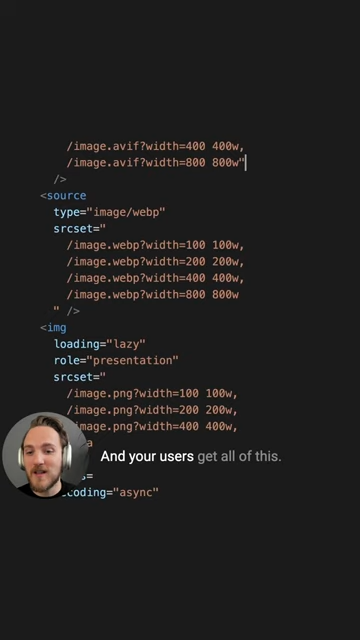 /image.avif?width=400 400w,
/image.avif?width=800 800w"
/>
<source
type="image/webp"
srcset="
/image.webp?width=100 100w,
/image.webp?width=200 200w,
/image.webp?width=400 400w,
/image.webp?width=800 800w
" />
<img
loading="lazy"
role="presentation"
srcset="
/image.png?width=100 100w,
/image.png?width=200 200w,
/image.png?width=400 400w,
And your users get all of this.
coding="async"